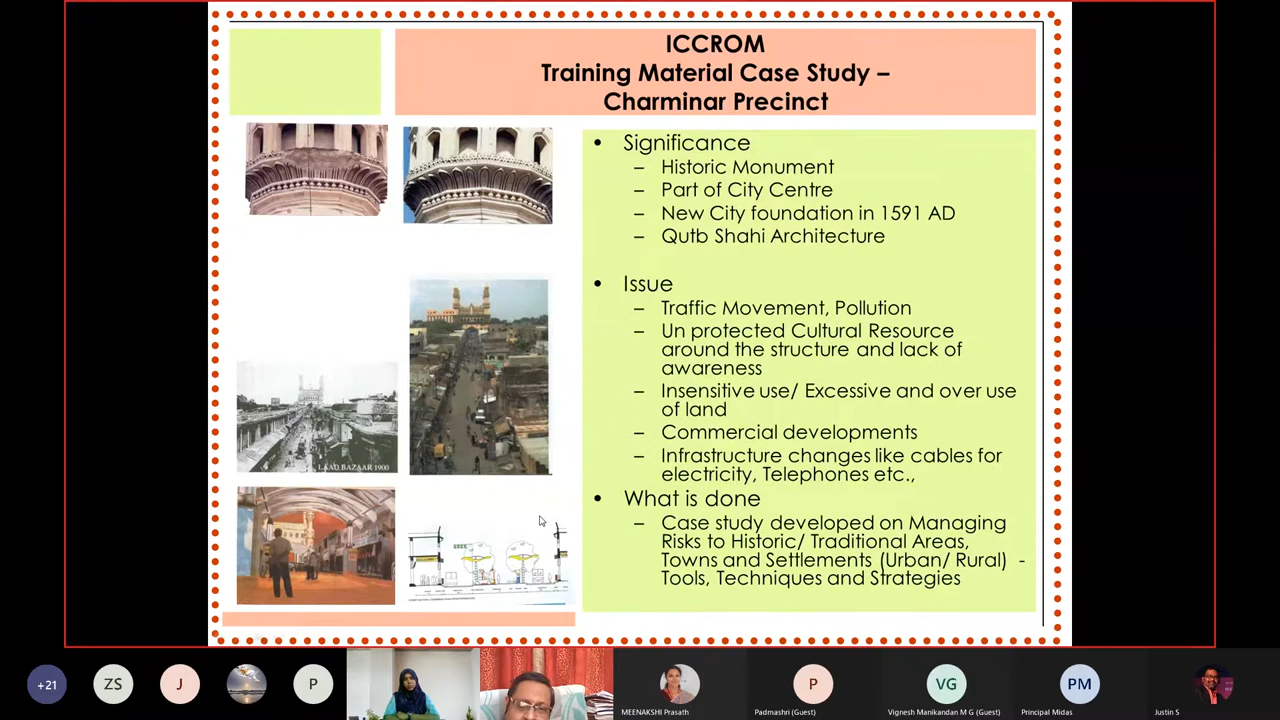 ICCROM
Training Material Case Study –
Charminar Precinct
• Significance
– Historic Monument
– Part of City Centre
– New City foundation in 1591 AD
– Qutb Shahi Architecture
• Issue
– Traffic Movement, Pollution
– Un protected Cultural Resource
around the structure and lack of
awareness
– Insensitive use/ Excessive and over use
of land
– Commercial developments
– Infrastructure changes like cables for
electricity, Telephones etc.,
• What is done
– Case study developed on Managing
Risks to Historic/ Traditional Areas,
Towns and Settlements (Urban/ Rural) -
Tools, Techniques and Strategies
LAAD BAZAAR 1900
+21
ZS
J
P
MEENAKSHI Prasath
P
Padmashri (Guest)
VG
Vignesh Manikandan M G (Guest)
PM
Principal Midas
Justin S